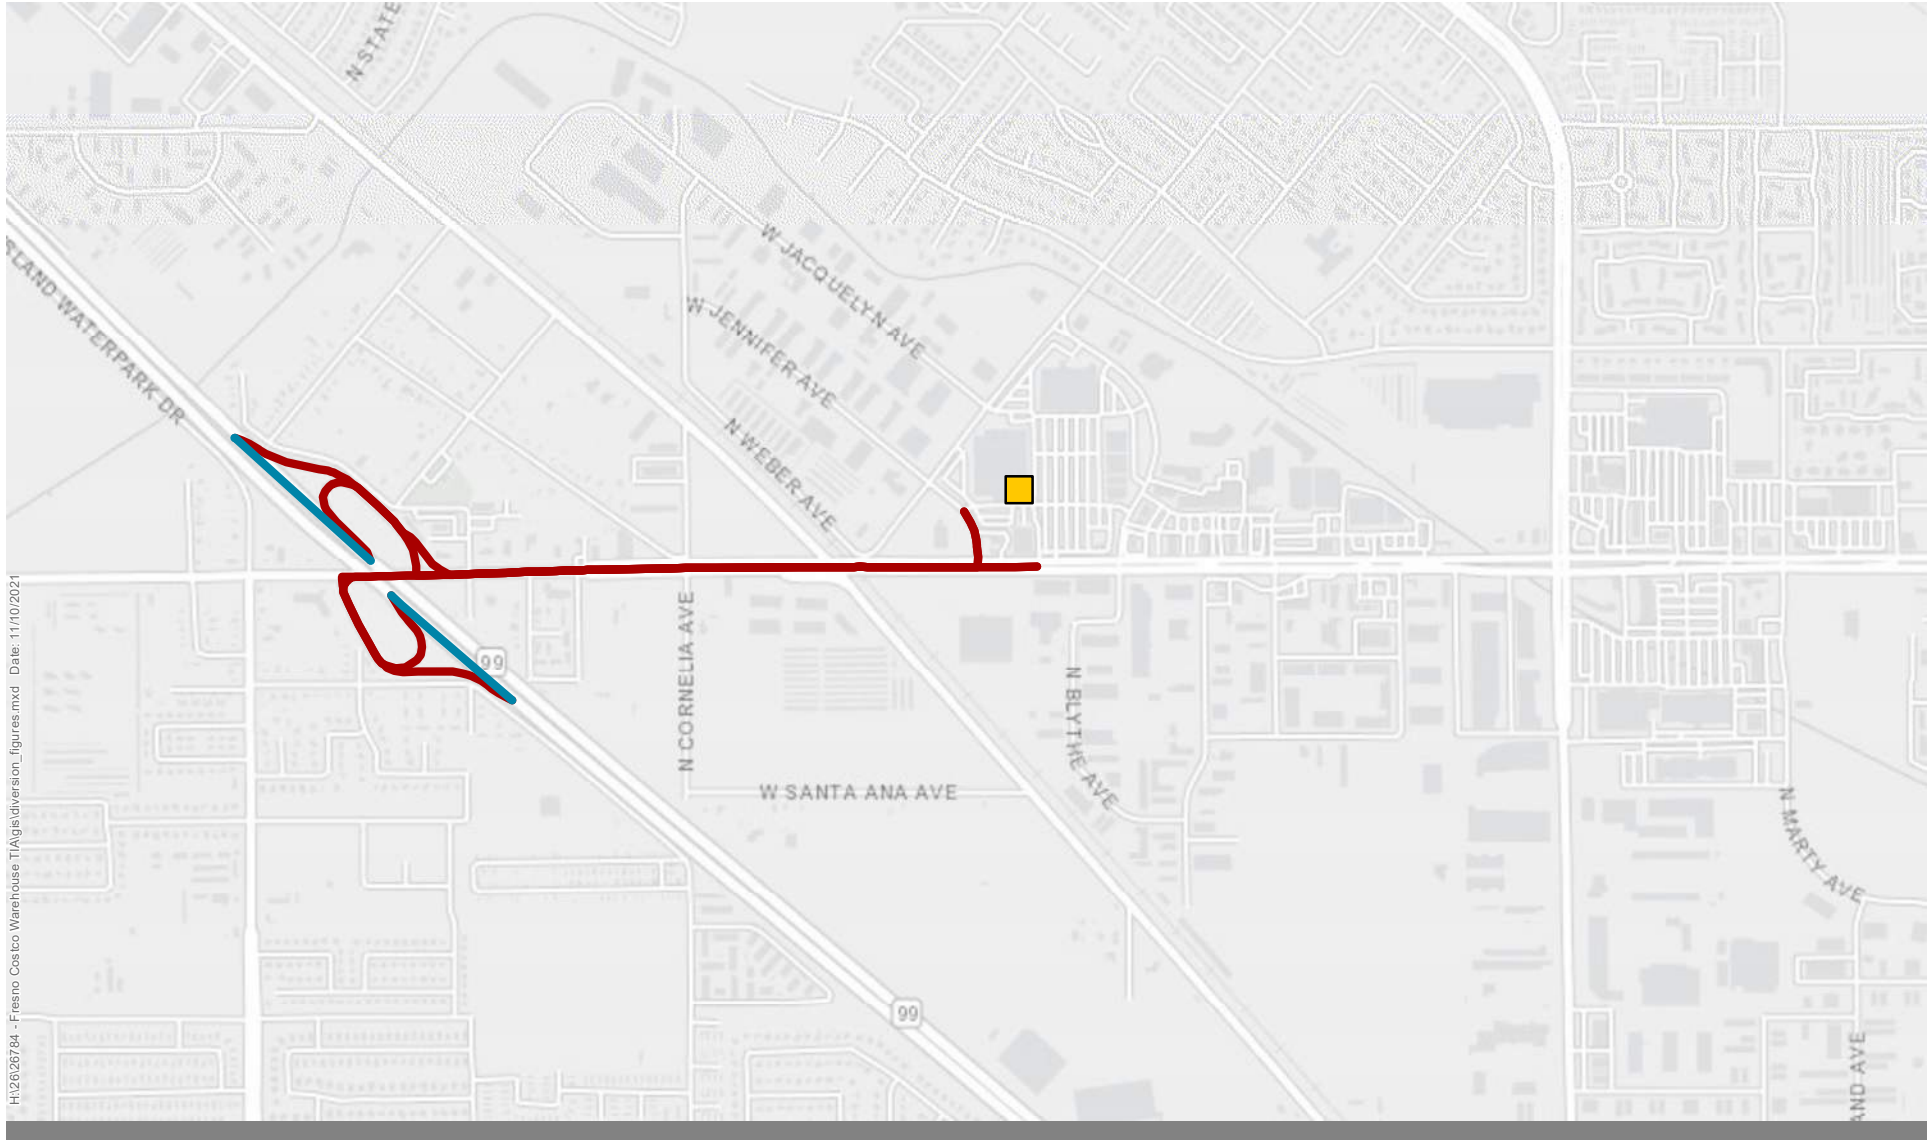 N STATE
RLAND WATERPARK DR
W JACQUELYN AVE
W JENNIFER AVE
N WEBER AVE
99
N CORNELIA AVE
N BLYTHE AVE
W SANTA ANA AVE
N MARTY AVE
99
AND AVE
H:\26\26784 - Fresno Costco Warehouse TIA\gis\diversion_figures.mxd Date: 11/10/2021